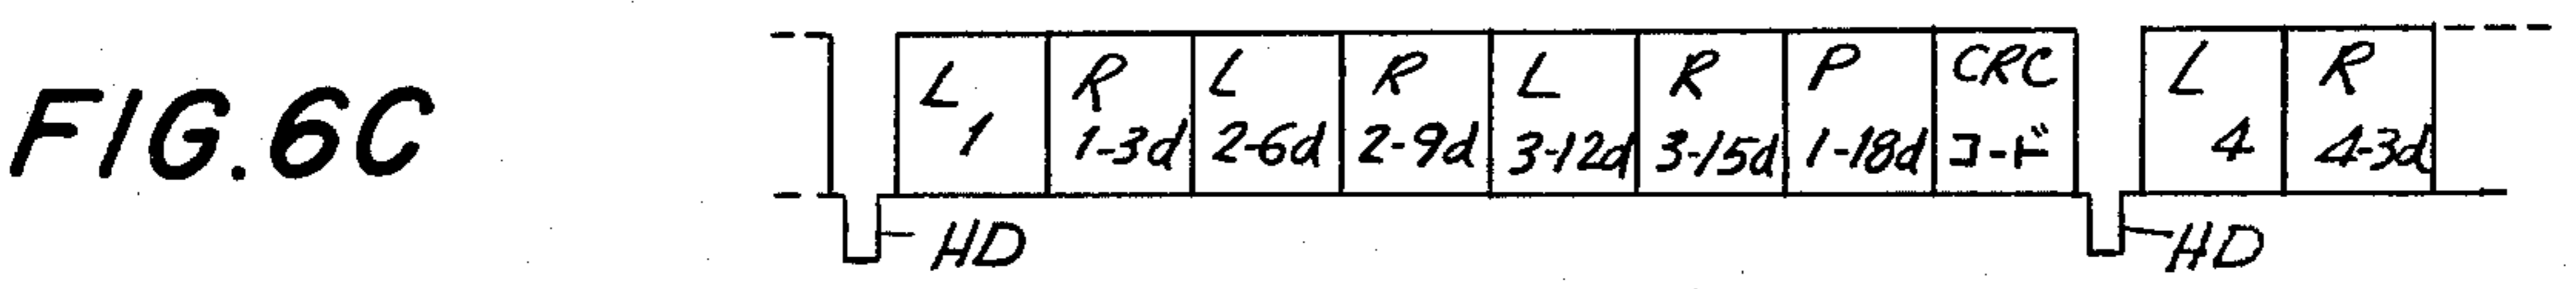 FIG.6C
L R L R L R P CRC L R
1 1-3d 2-6d 2-9d 3-12d 3-15d 1-18d コード 4 4-3d
HD HD